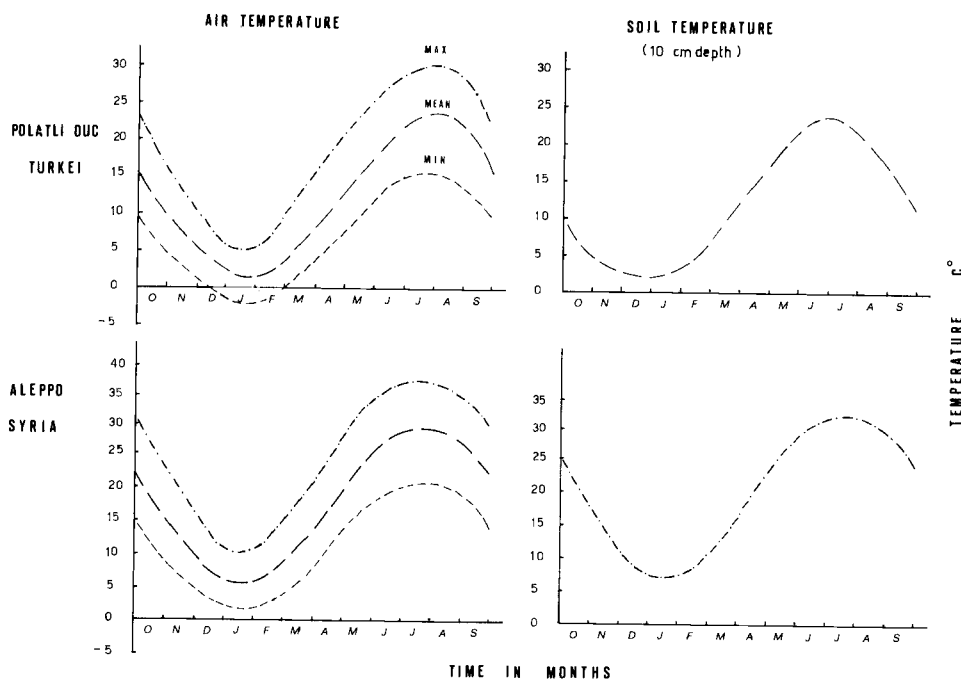 AIR TEMPERATURE
SOIL TEMPERATURE
(10 cm depth)
POLATLI DUC
TURKEI
30
25
20
15
10
5
0
-5
MAX
MEAN
MIN
O N D J F M A M J J A S
30
25
20
15
10
5
0
O N D J F M A M J J A S
ALEPPO
SYRIA
40
35
30
25
20
15
10
5
0
-5
O N D J F M A M J J A S
35
30
25
20
15
10
5
0
O N D J F M A M J J A S
TEMPERATURE C°
TIME IN MONTHS